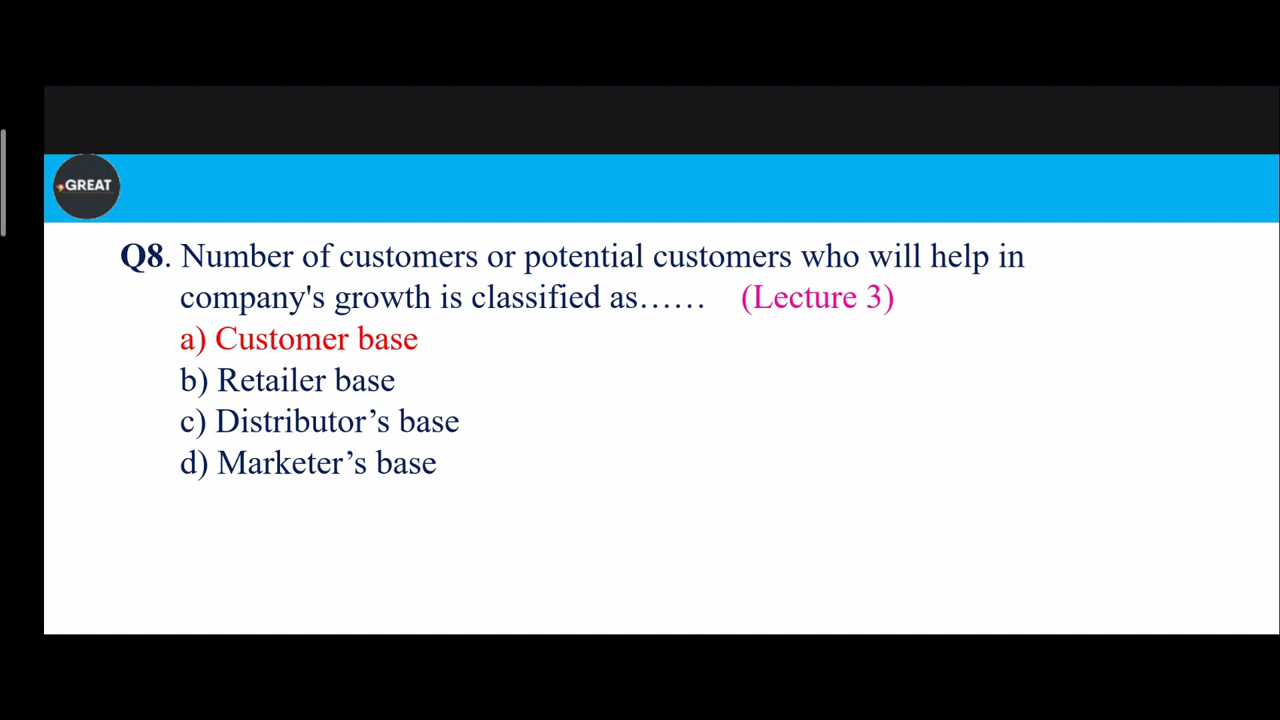 GREAT
Q8. Number of customers or potential customers who will help in
company's growth is classified as…… (Lecture 3)
a) Customer base
b) Retailer base
c) Distributor’s base
d) Marketer’s base